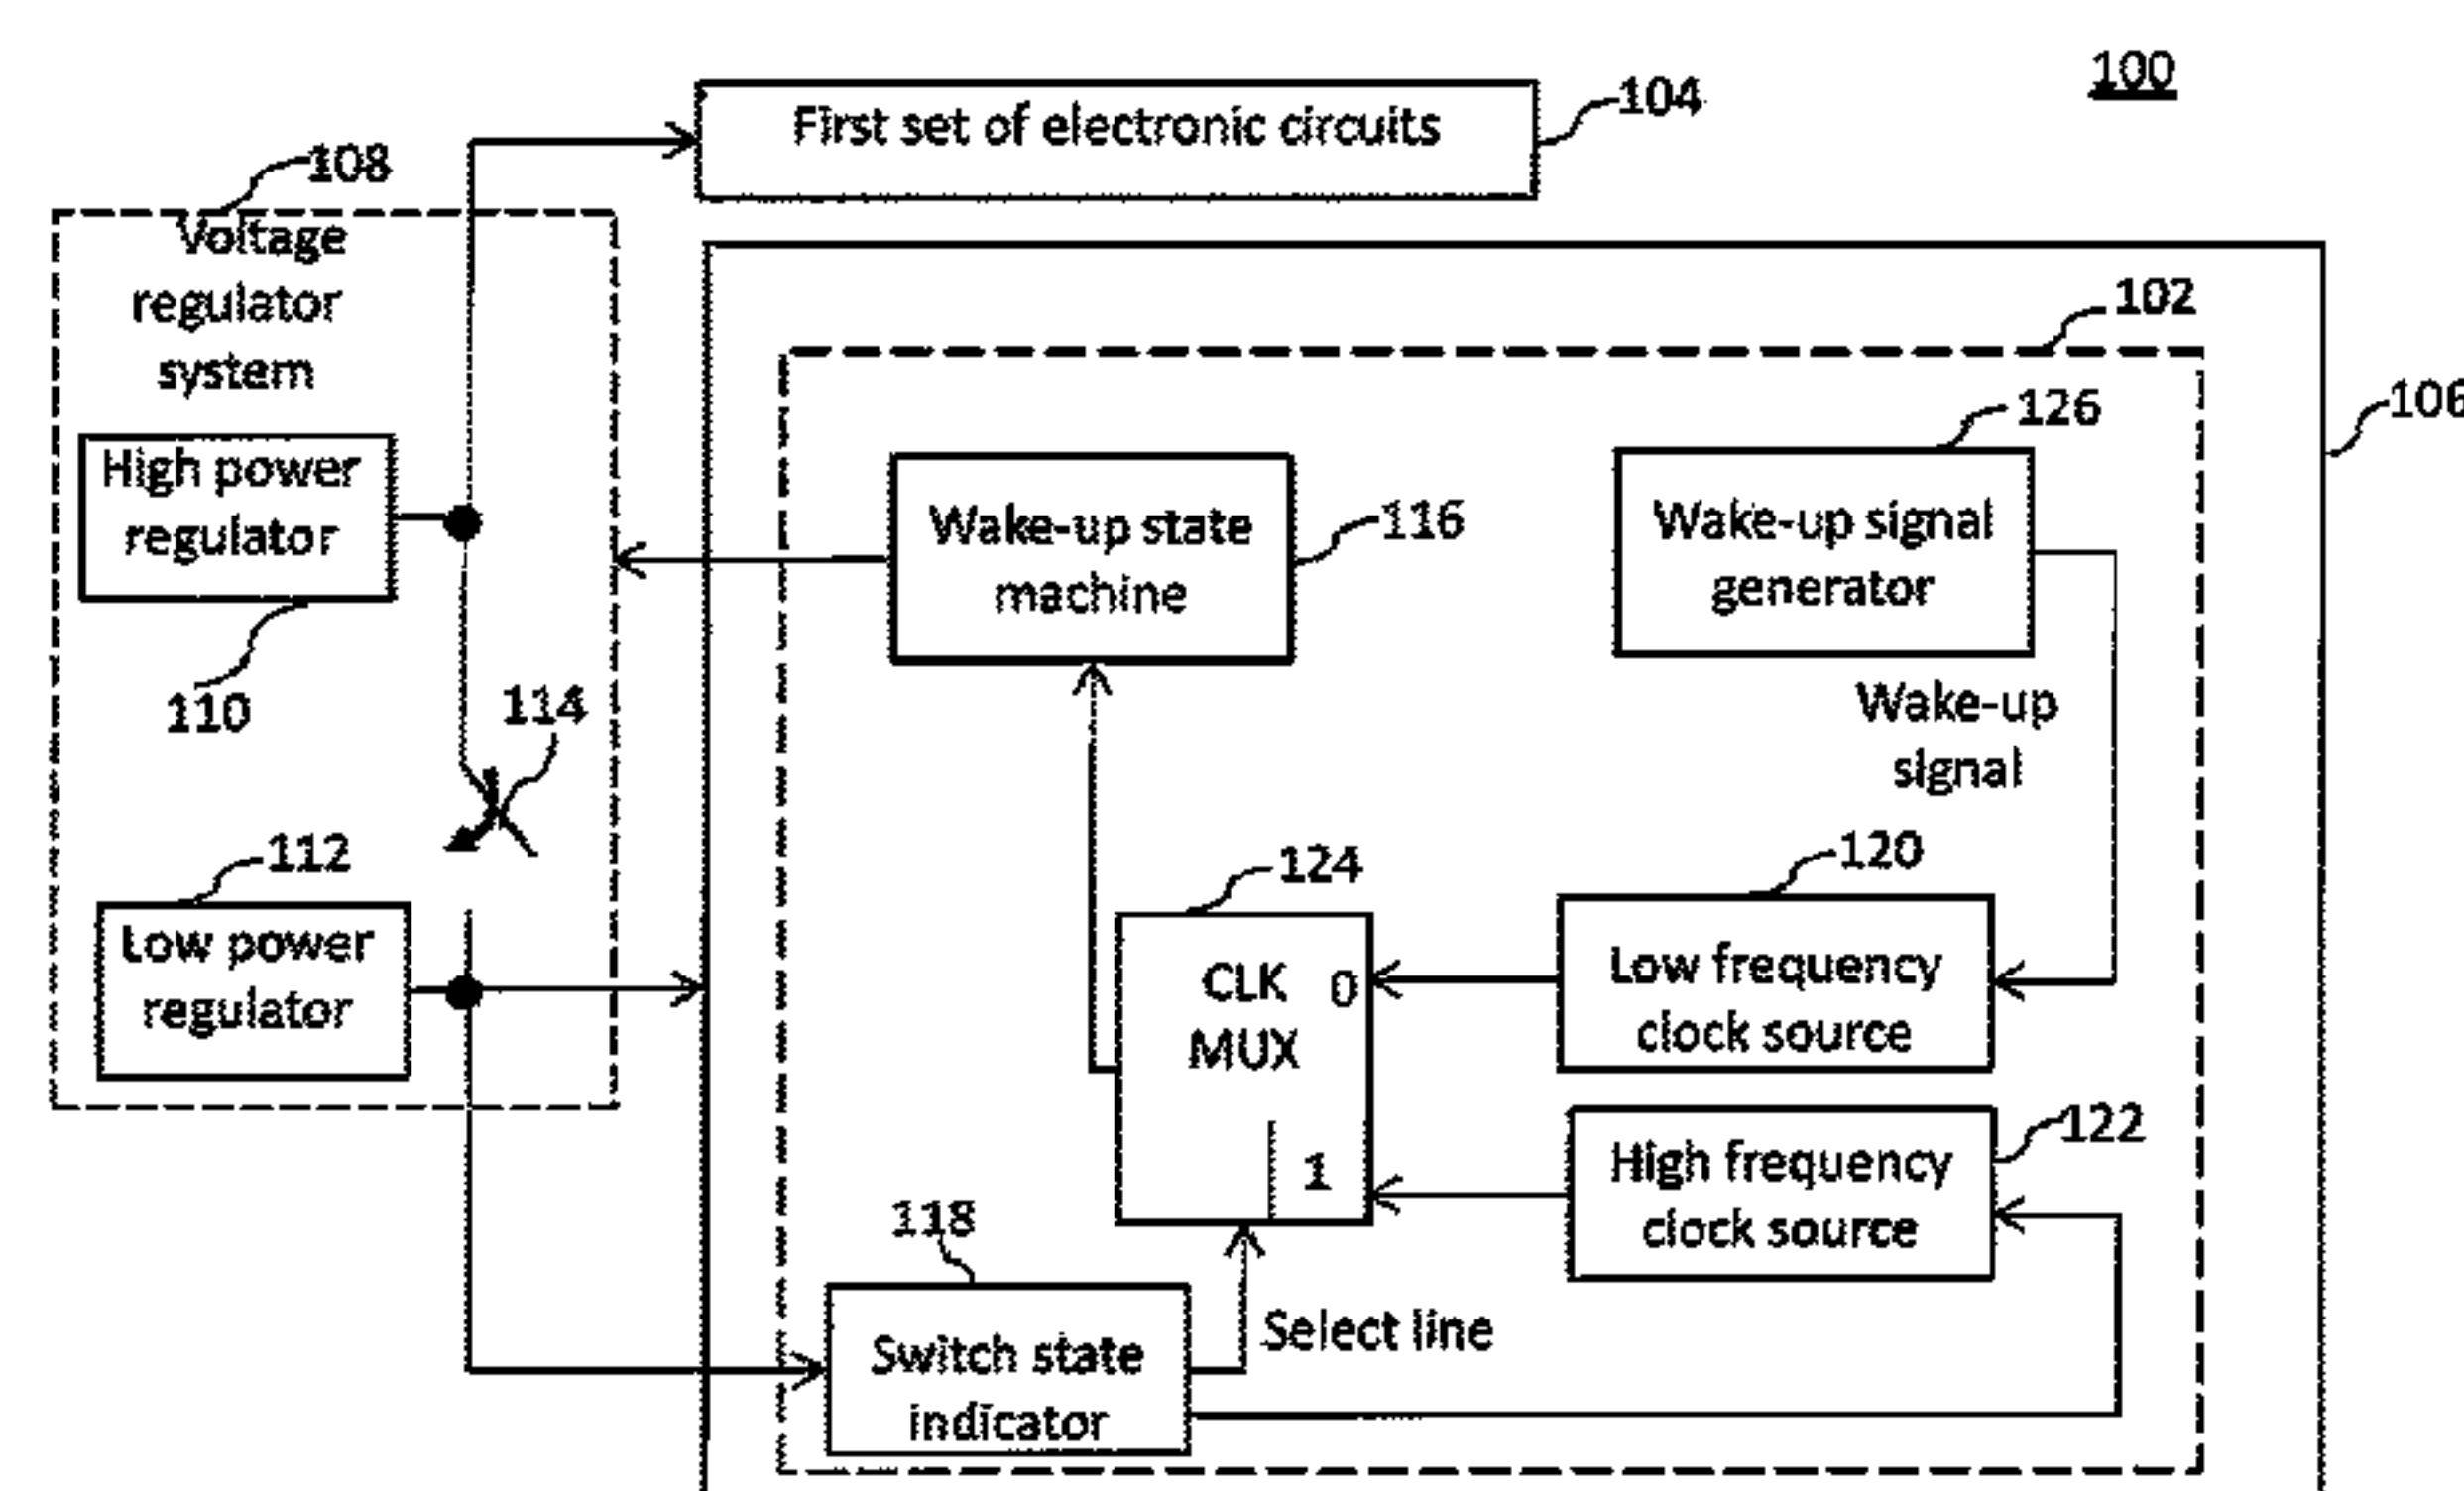 100
First set of electronic circuits
104
108
Voltage
regulator
system
102
106
126
High power
regulator
Wake-up state
machine
116
Wake-up signal
generator
110
114
Wake-up
signal
112
124
120
Low power
regulator
CLK
MUX
0
1
Low frequency
clock source
122
High frequency
clock source
118
Select line
Switch state
indicator